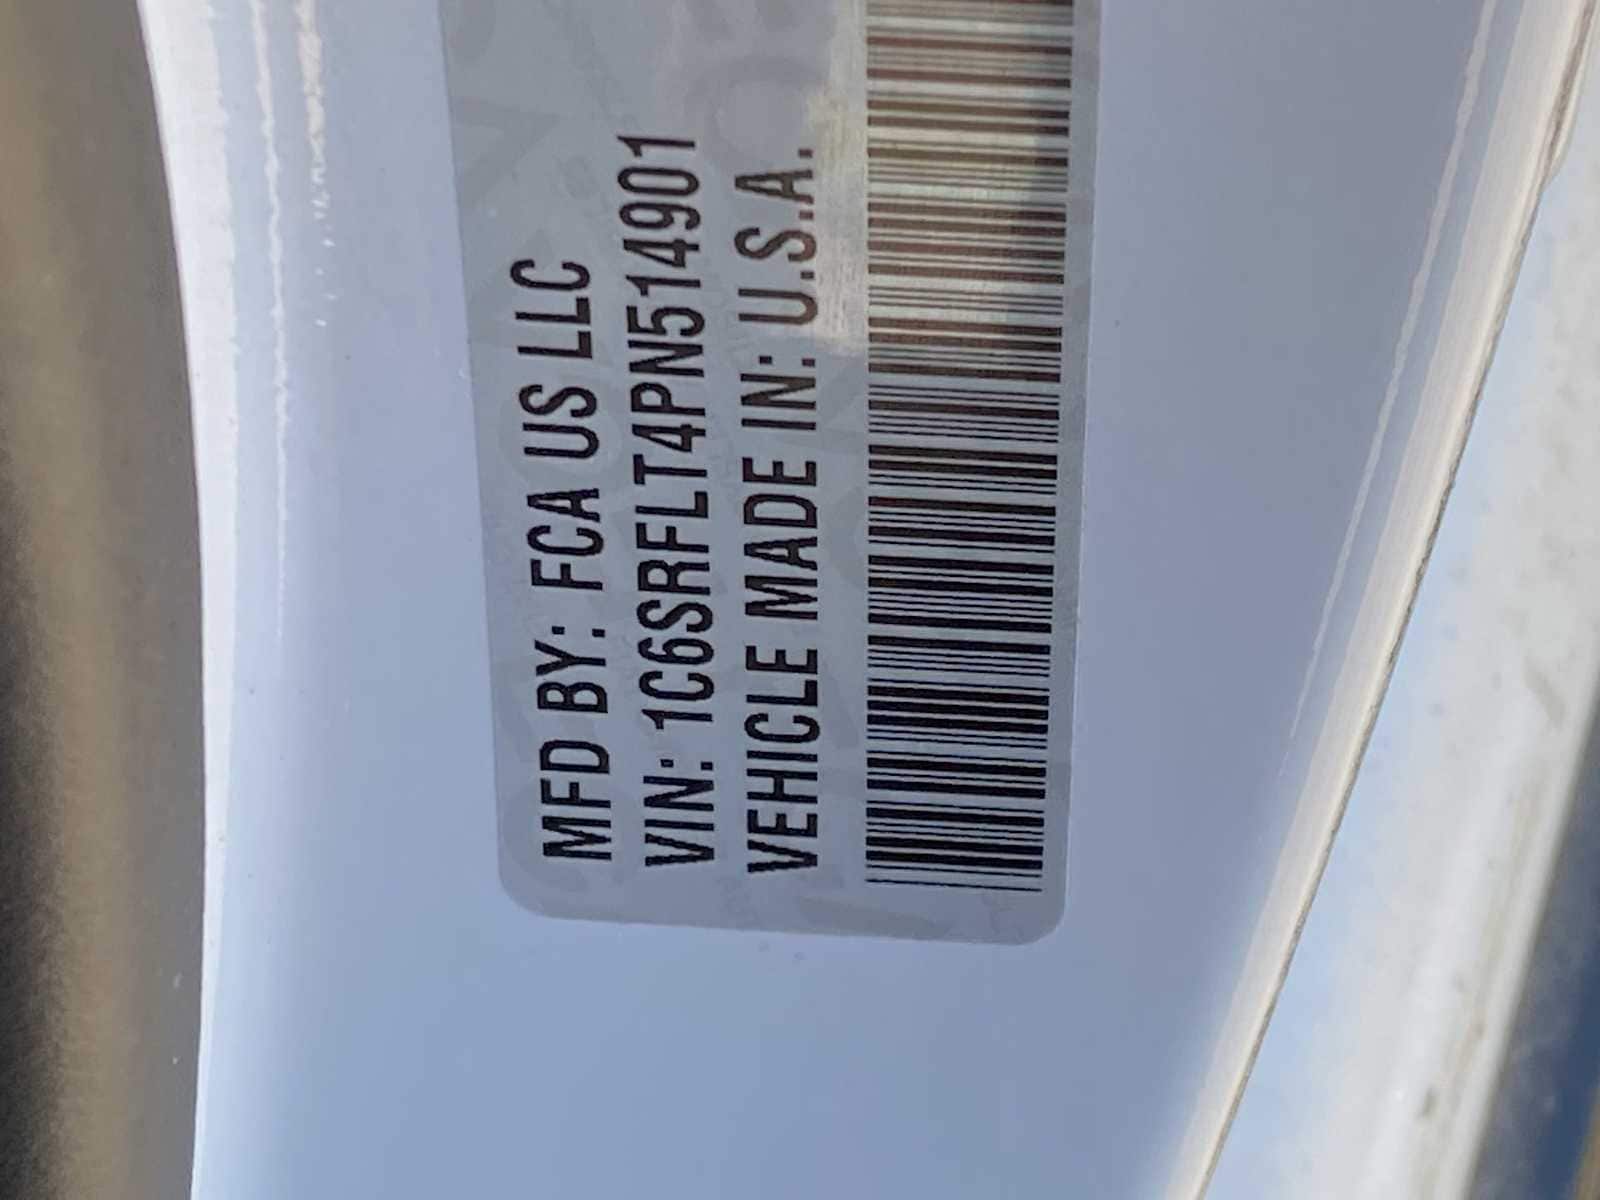 MFD BY: FCA US LLC
VIN: 1C6SRFLT4PN514901
VEHICLE MADE IN: U.S.A.